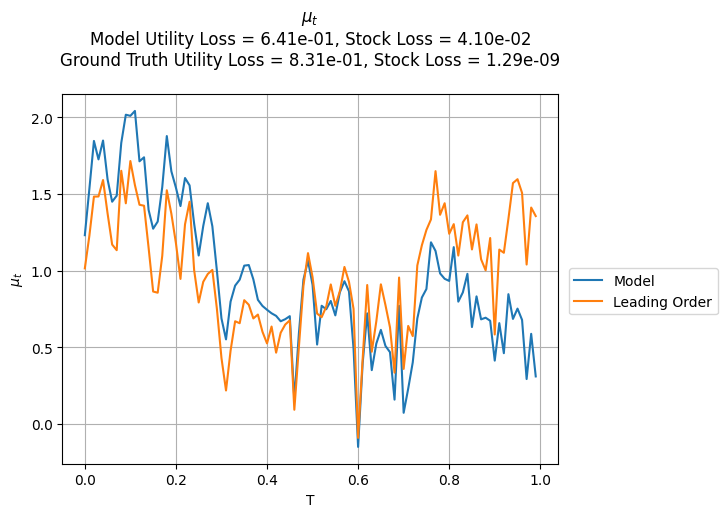 μₜ
Model Utility Loss = 6.41e-01, Stock Loss = 4.10e-02
Ground Truth Utility Loss = 8.31e-01, Stock Loss = 1.29e-09
2.0
1.5
1.0
0.5
0.0
μₜ
Model
Leading Order
0.0 0.2 0.4 0.6 0.8 1.0
T